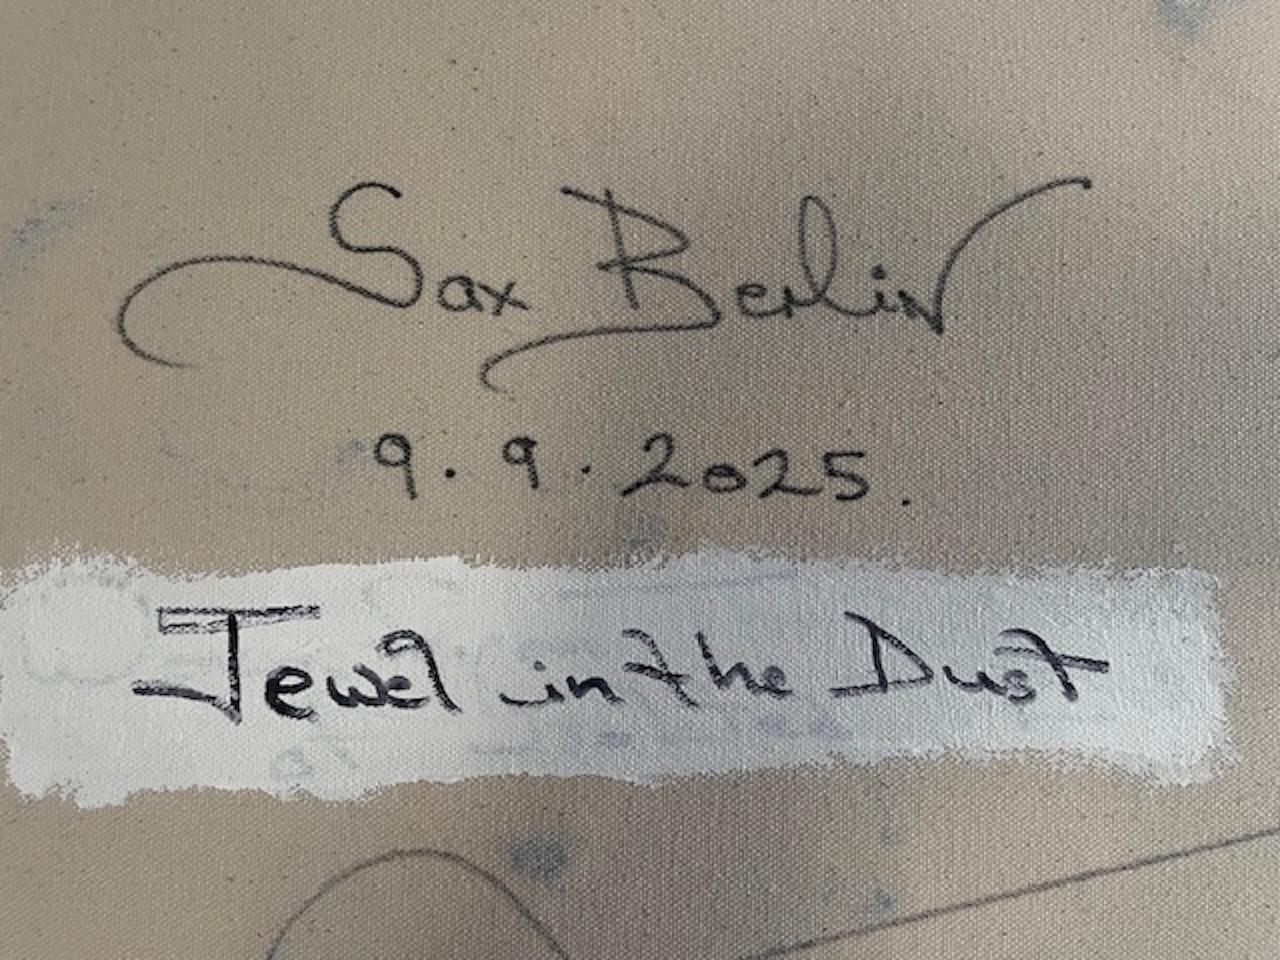 Sax Berlin
9.9.2025.
Jewel in the Dust